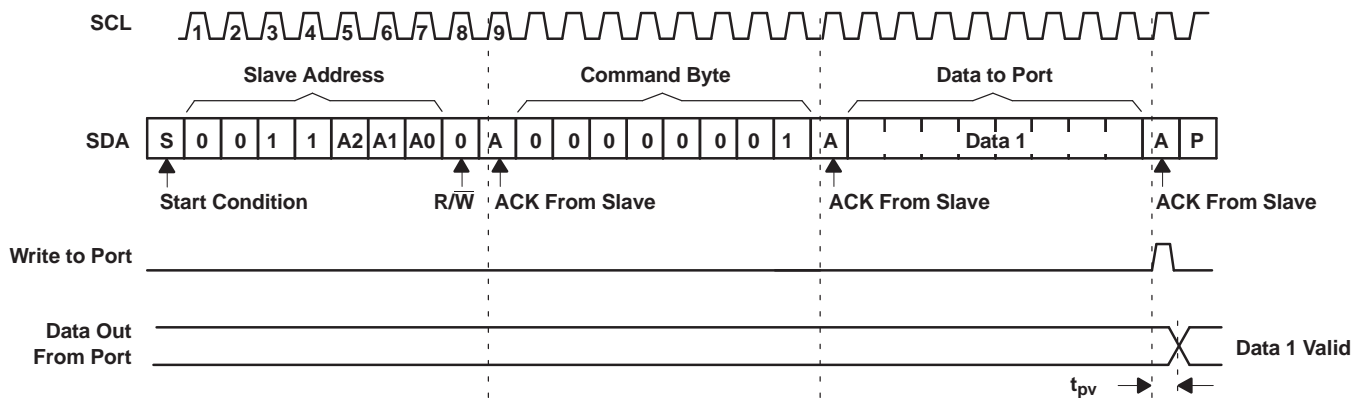 SCL 1 2 3 4 5 6 7 8 9
Slave Address Command Byte Data to Port
SDA S 0 0 1 1 A2 A1 A0 0 A 0 0 0 0 0 0 0 1 A Data 1 A P
Start Condition R/W̅ ACK From Slave ACK From Slave ACK From Slave
Write to Port
Data Out
From Port
Data 1 Valid
tpv